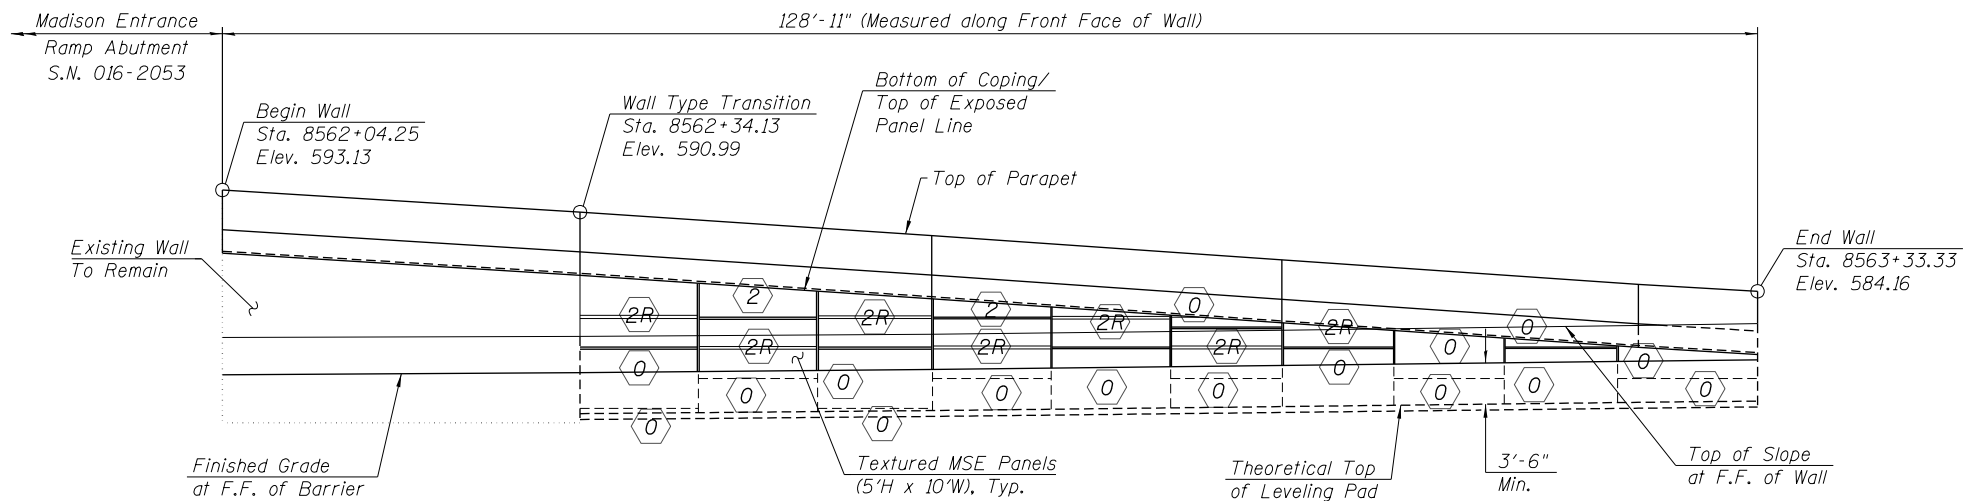 Madison Entrance
Ramp Abutment
S.N. 016-2053
128'-11" (Measured along Front Face of Wall)
Begin Wall
Sta. 8562+04.25
Elev. 593.13
Wall Type Transition
Sta. 8562+34.13
Elev. 590.99
Bottom of Coping/
Top of Exposed
Panel Line
Top of Parapet
Existing Wall
To Remain
End Wall
Sta. 8563+33.33
Elev. 584.16
2 2 0
2R 2R 2R 2R 0
2R 2R 2R 0 0
0 0 0
0 0 0 0 0 0 0 0
0 0
Finished Grade
at F.F. of Barrier
Textured MSE Panels
(5'H x 10'W), Typ.
Theoretical Top
of Leveling Pad
3'-6"
Min.
Top of Slope
at F.F. of Wall